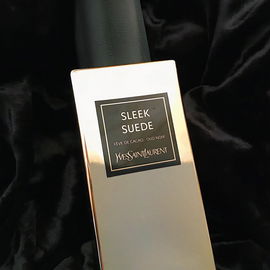 SLEEK
SUEDE
FÈVE DE CACAO · OUD NOIR
YVESSAINTLAURENT